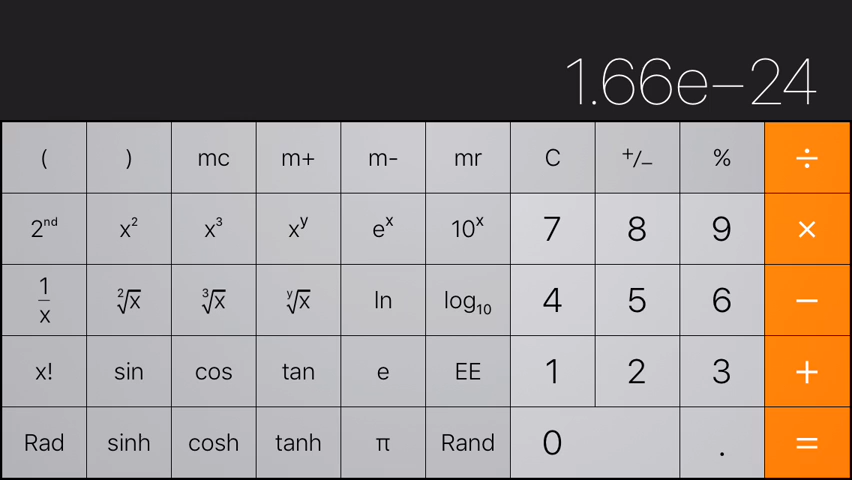 1.66e−24
( ) mc m+ m- mr C +/− % ÷
2nd x² x³ xʸ eˣ 10ˣ 7 8 9 ×
1/x ²√x ³√x ʸ√x ln log₁₀ 4 5 6 −
x! sin cos tan e EE 1 2 3 +
Rad sinh cosh tanh π Rand 0 . =